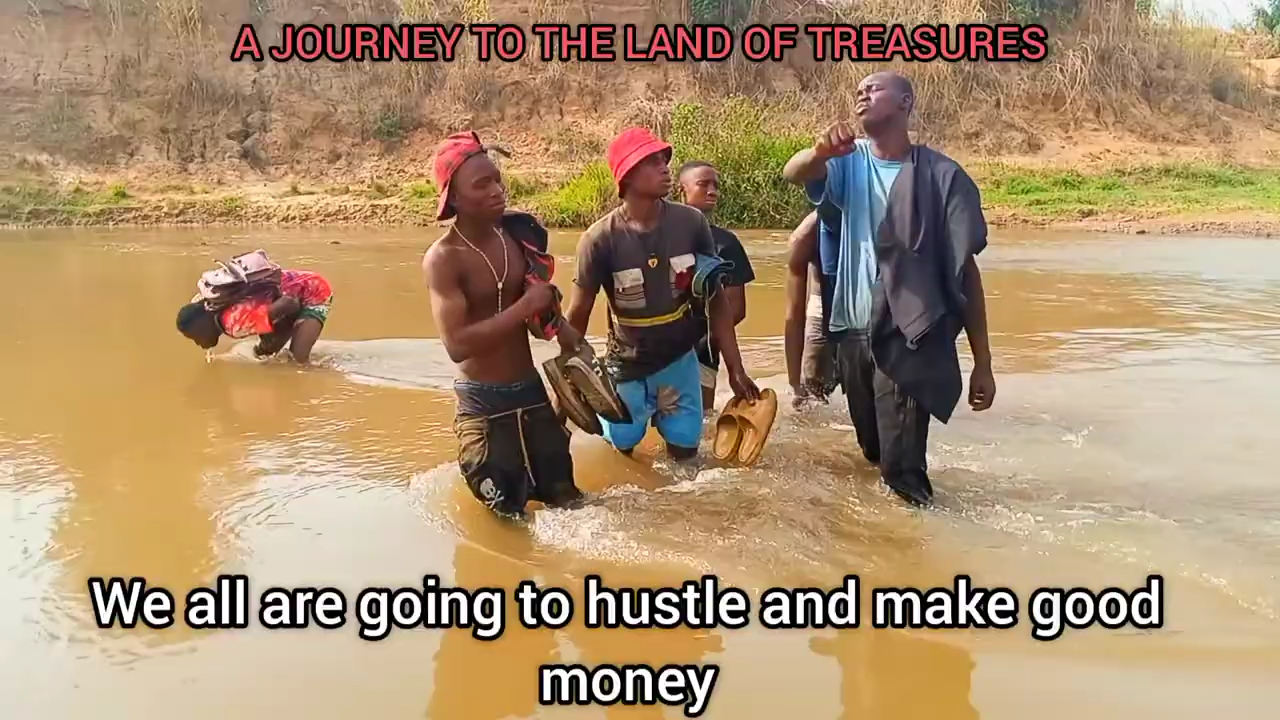 A JOURNEY TO THE LAND OF TREASURES
We all are going to hustle and make good
money